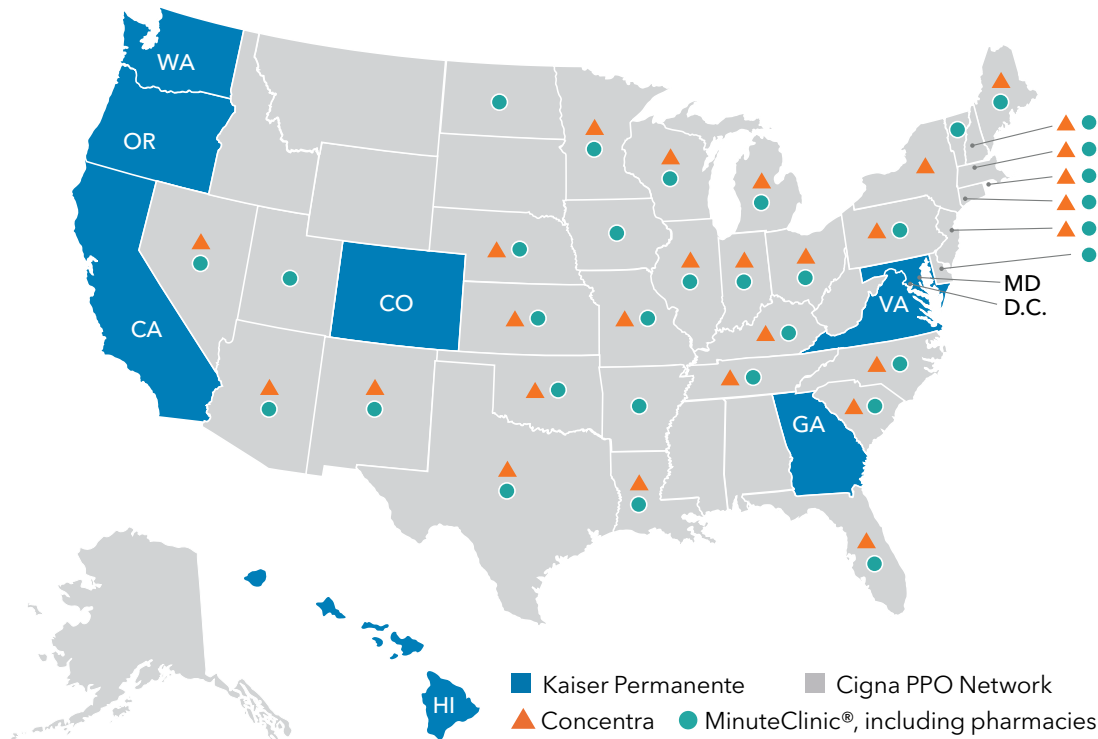 WA
OR
CA
CO
MD
D.C.
VA
GA
HI
Kaiser Permanente
Cigna PPO Network
Concentra
MinuteClinic®, including pharmacies